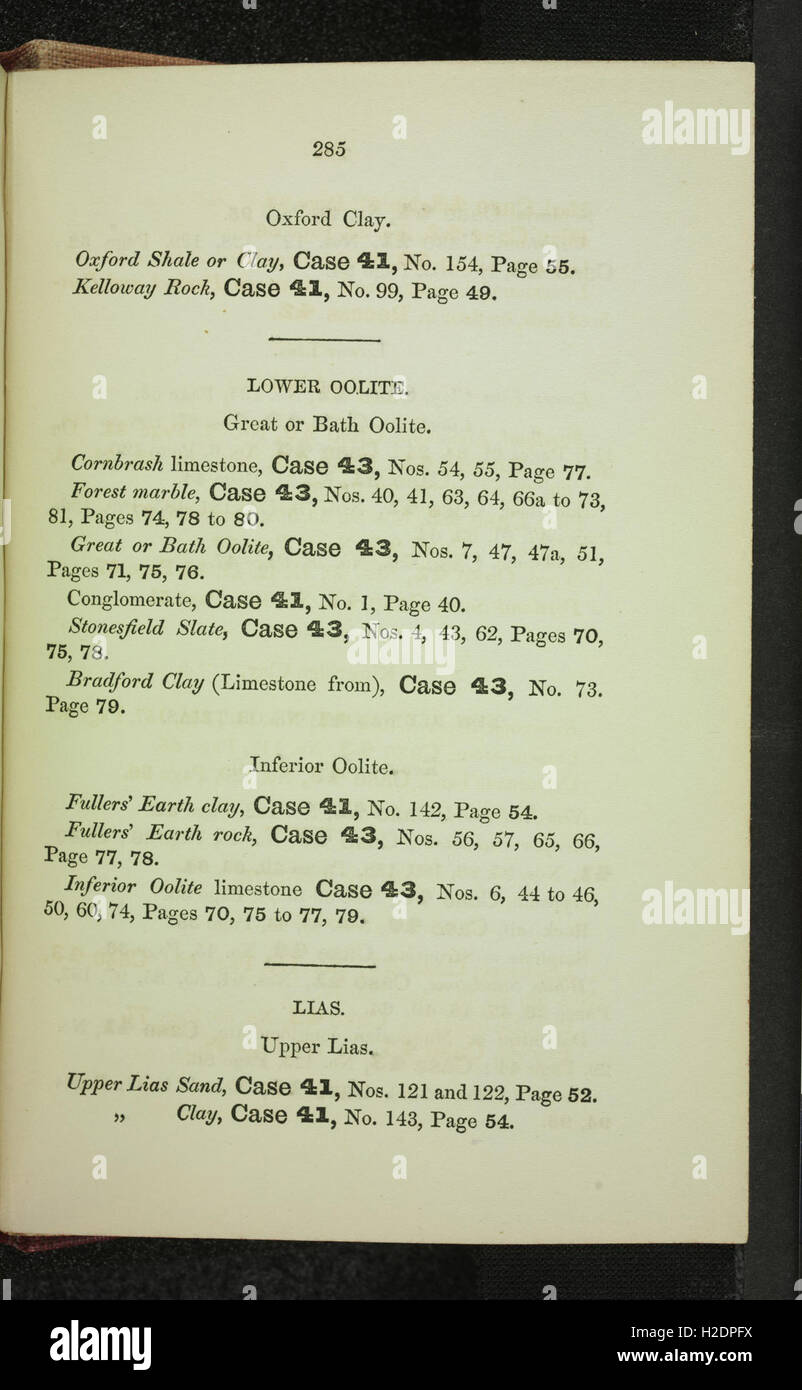 285
Oxford Clay.
Oxford Shale or Clay, Case 41, No. 154, Page 55.
Kelloway Rock, Case 41, No. 99, Page 49.
LOWER OOLITE.
Great or Bath Oolite.
Cornbrash limestone, Case 43, Nos. 54, 55, Page 77.
Forest marble, Case 43, Nos. 40, 41, 63, 64, 66a to 73,
81, Pages 74, 78 to 80.
Great or Bath Oolite, Case 43, Nos. 7, 47, 47a, 51,
Pages 71, 75, 76.
Conglomerate, Case 41, No. 1, Page 40.
Stonesfield Slate, Case 43, Nos. 4, 43, 62, Pages 70,
75, 78.
Bradford Clay (Limestone from), Case 43, No. 73.
Page 79.
Inferior Oolite.
Fullers' Earth clay, Case 41, No. 142, Page 54.
Fullers' Earth rock, Case 43, Nos. 56, 57, 65, 66,
Page 77, 78.
Inferior Oolite limestone Case 43, Nos. 6, 44 to 46,
50, 60, 74, Pages 70, 75 to 77, 79.
LIAS.
Upper Lias.
Upper Lias Sand, Case 41, Nos. 121 and 122, Page 52.
„ Clay, Case 41, No. 143, Page 54.
alamy
alamy
alamy
alamy
Image ID: H2DPFX
www.alamy.com